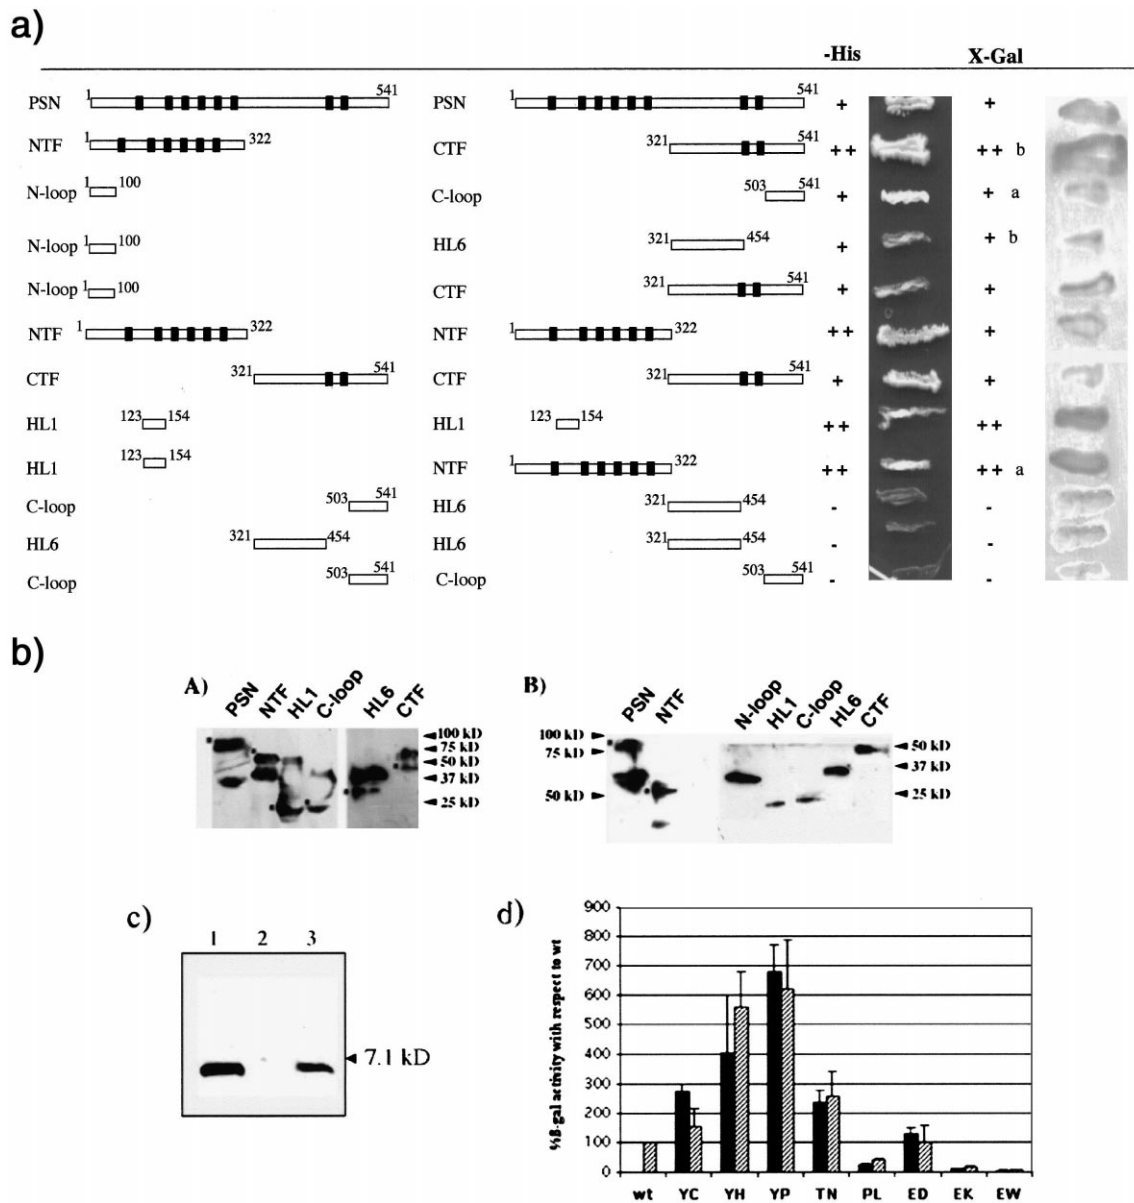 a)
-His X-Gal
PSN 1 541 PSN 1 541 + +
NTF 1 322 CTF 321 541 ++ ++ b
N-loop 1 100 C-loop 503 541 + + a
N-loop 1 100 HL6 321 454 + + b
N-loop 1 100 CTF 321 541 + +
NTF 1 322 NTF 1 322 ++ +
CTF 321 541 CTF 321 541 + +
HL1 123 154 HL1 123 154 ++ ++
HL1 123 154 NTF 1 322 ++ ++ a
C-loop 503 541 HL6 321 454 - -
HL6 321 454 HL6 321 454 - -
C-loop 503 541 C-loop 503 541 - -
b)
A)
PSN NTF HL1 C-loop HL6 CTF
100 kD
75 kD
50 kD
37 kD
25 kD
B)
PSN NTF N-loop HL1 C-loop HL6 CTF
100 kD
75 kD
50 kD
50 kD
37 kD
25 kD
c)
1 2 3
7.1 kD
d)
%ß-gal activity with respect to wt
900
800
700
600
500
400
300
200
100
0
wt YC YH YP TN PL ED EK EW